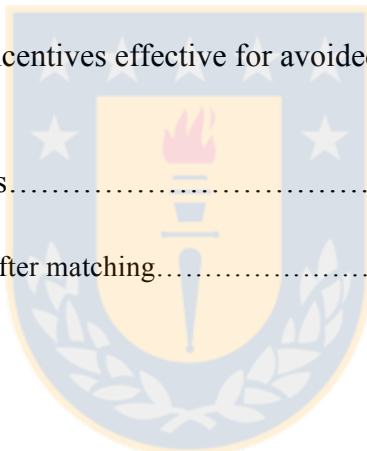 centives effective for avoided
s……………………………
fter matching……………………